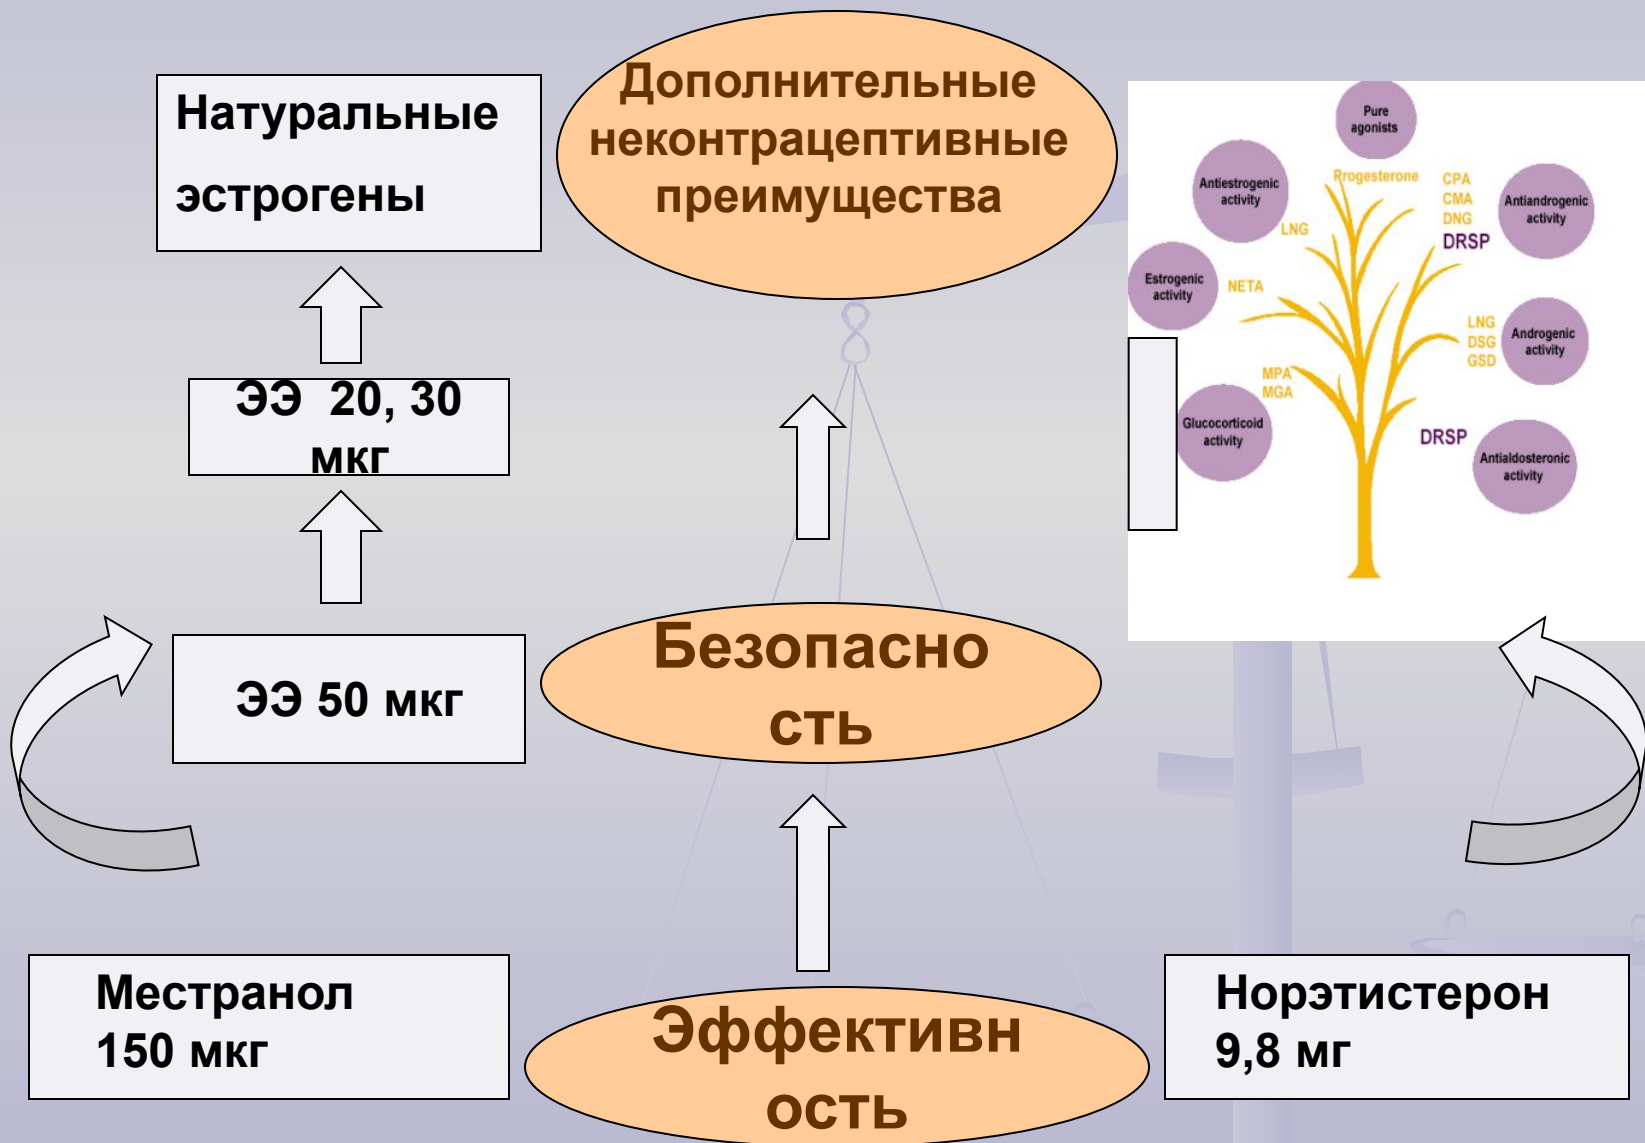 Натуральные
эстрогены
Дополнительные
неконтрацептивные
преимущества
ЭЭ 20, 30
мкг
ЭЭ 50 мкг
Безопасно
сть
Местранол
150 мкг
Эффективн
ость
Норэтистерон
9,8 мг
Pure
agonists
Progesterone
Antiestrogenic
activity
LNG
CPA
CMA
DNG
DRSP
Antiandrogenic
activity
Estrogenic
activity
NETA
LNG
DSG
GSD
Androgenic
activity
MPA
MGA
Glucocorticoid
activity
DRSP
Antialdosteronic
activity